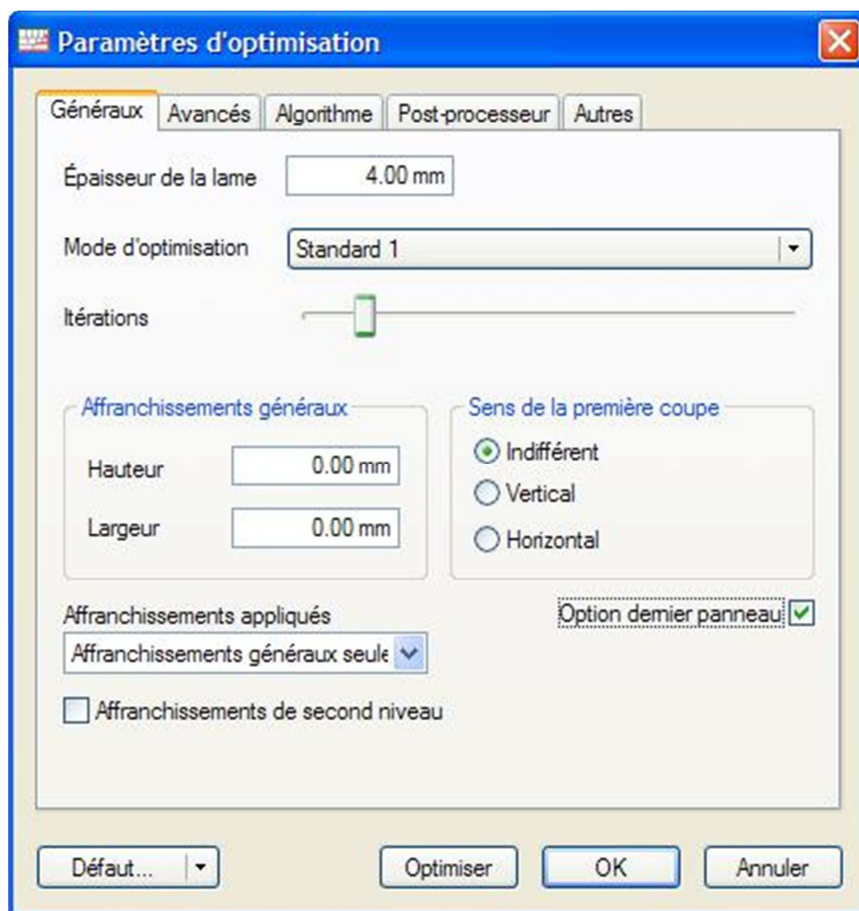 Paramètres d'optimisation
Généraux Avancés Algorithme Post-processeur Autres
Épaisseur de la lame 4.00 mm
Mode d'optimisation Standard 1
Itérations
Affranchissements généraux Sens de la première coupe
Hauteur 0.00 mm Indifférent
Vertical
Largeur 0.00 mm Horizontal
Affranchissements appliqués Option dernier panneau
Affranchissements généraux seule
Affranchissements de second niveau
Défaut... Optimiser OK Annuler